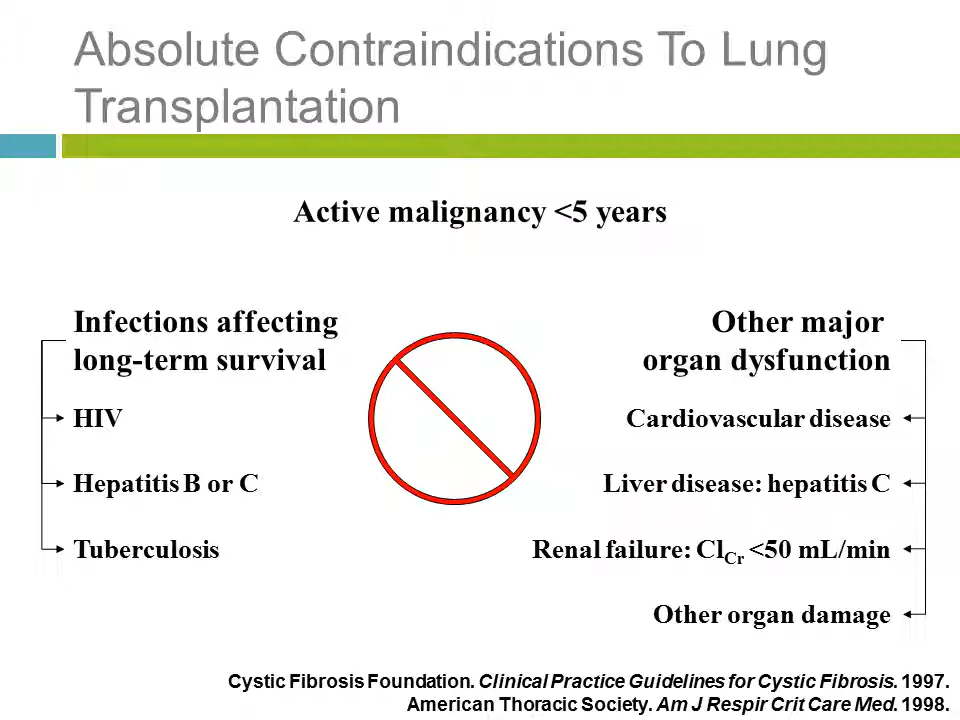 Absolute Contraindications To Lung
Transplantation
Active malignancy <5 years
Infections affecting
long-term survival
HIV
Hepatitis B or C
Tuberculosis
Other major
organ dysfunction
Cardiovascular disease
Liver disease: hepatitis C
Renal failure: ClCr <50 mL/min
Other organ damage
Cystic Fibrosis Foundation. Clinical Practice Guidelines for Cystic Fibrosis. 1997.
American Thoracic Society. Am J Respir Crit Care Med. 1998.